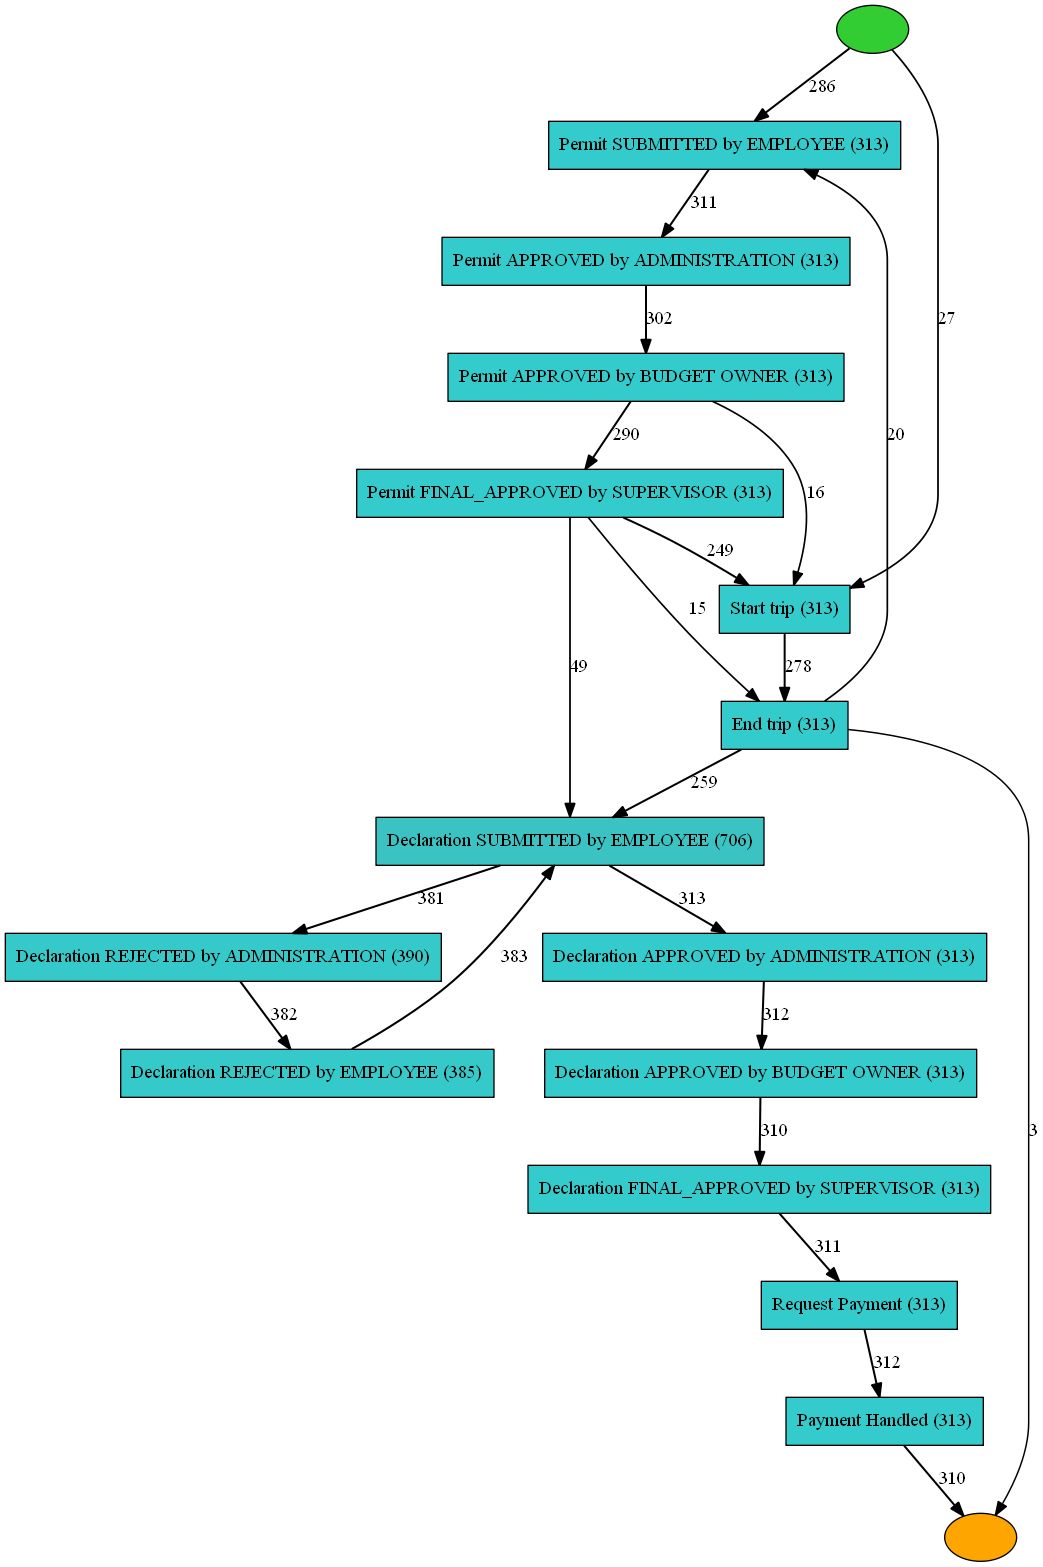 286
Permit SUBMITTED by EMPLOYEE (313)
311
Permit APPROVED by ADMINISTRATION (313)
302
27
Permit APPROVED by BUDGET OWNER (313)
290
20
Permit FINAL_APPROVED by SUPERVISOR (313)
16
249
Start trip (313)
15
49
278
End trip (313)
259
Declaration SUBMITTED by EMPLOYEE (706)
381
313
Declaration REJECTED by ADMINISTRATION (390)
383
Declaration APPROVED by ADMINISTRATION (313)
382
312
Declaration REJECTED by EMPLOYEE (385)
Declaration APPROVED by BUDGET OWNER (313)
310
3
Declaration FINAL_APPROVED by SUPERVISOR (313)
311
Request Payment (313)
312
Payment Handled (313)
310